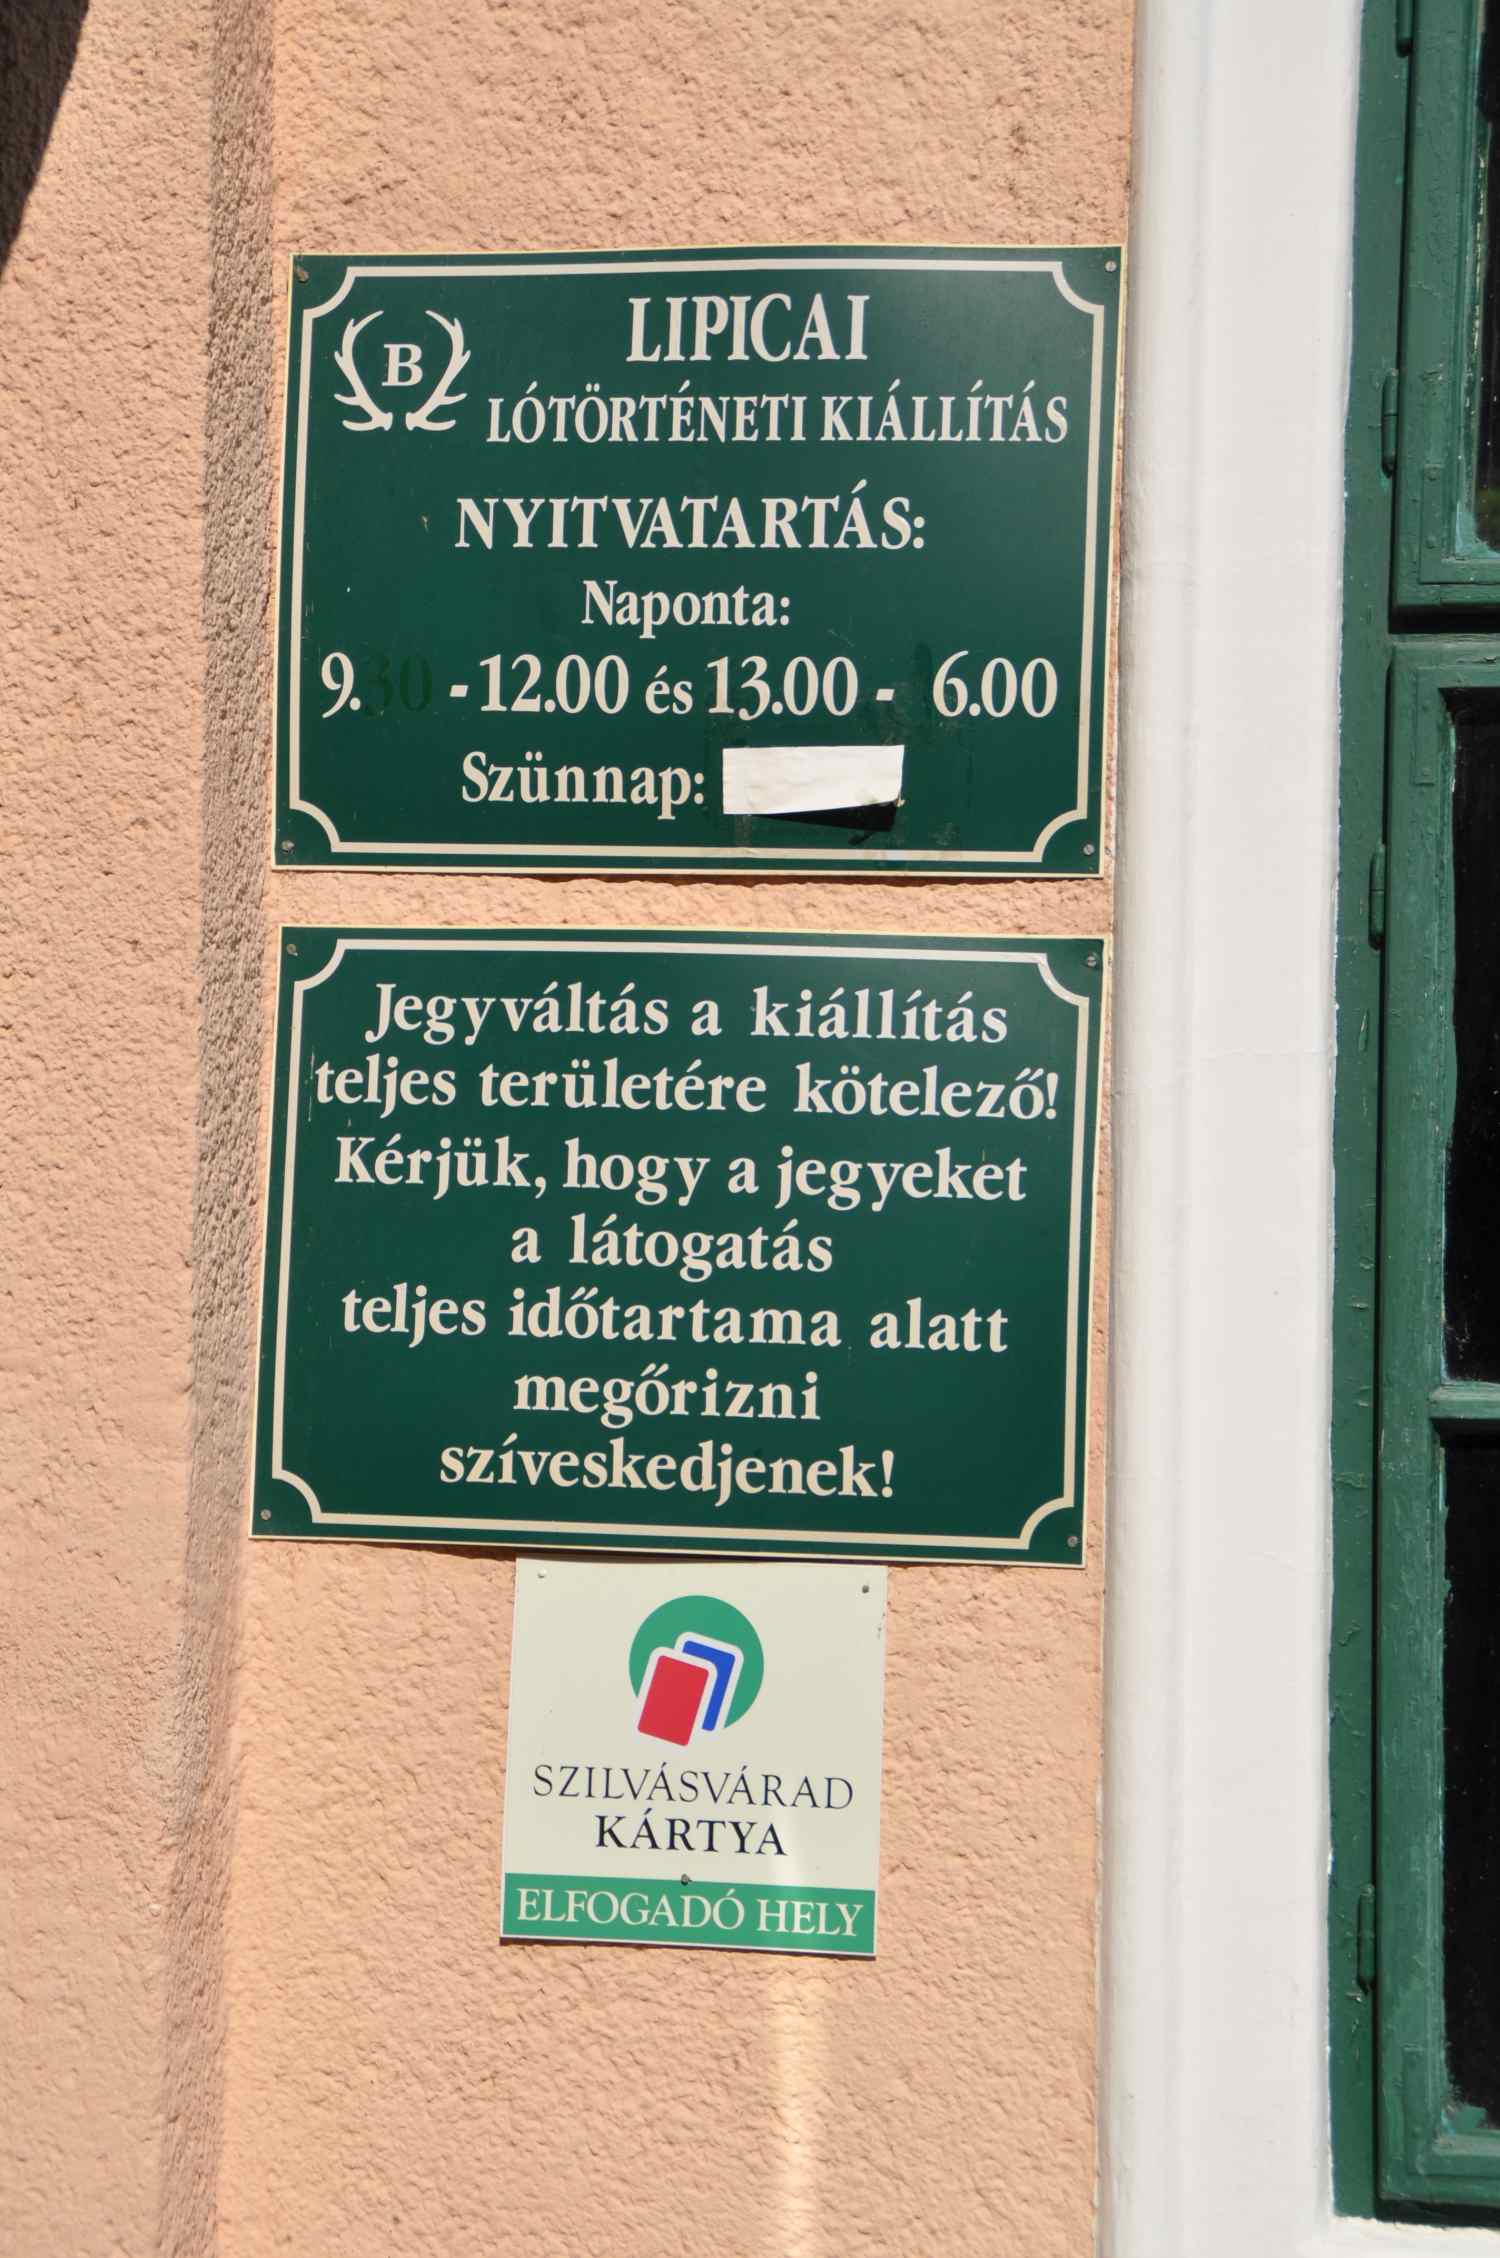 B
LIPICAI
LÓTÖRTÉNETI KIÁLLÍTÁS
NYITVATARTÁS:
Naponta:
9.30 - 12.00 és 13.00 - 6.00
Szünnap:
Jegyváltás a kiállítás
teljes területére kötelező!
Kérjük, hogy a jegyeket
a látogatás
teljes időtartama alatt
megőrizni
szíveskedjenek!
SZILVÁSVÁRAD
KÁRTYA
ELFOGADÓ HELY